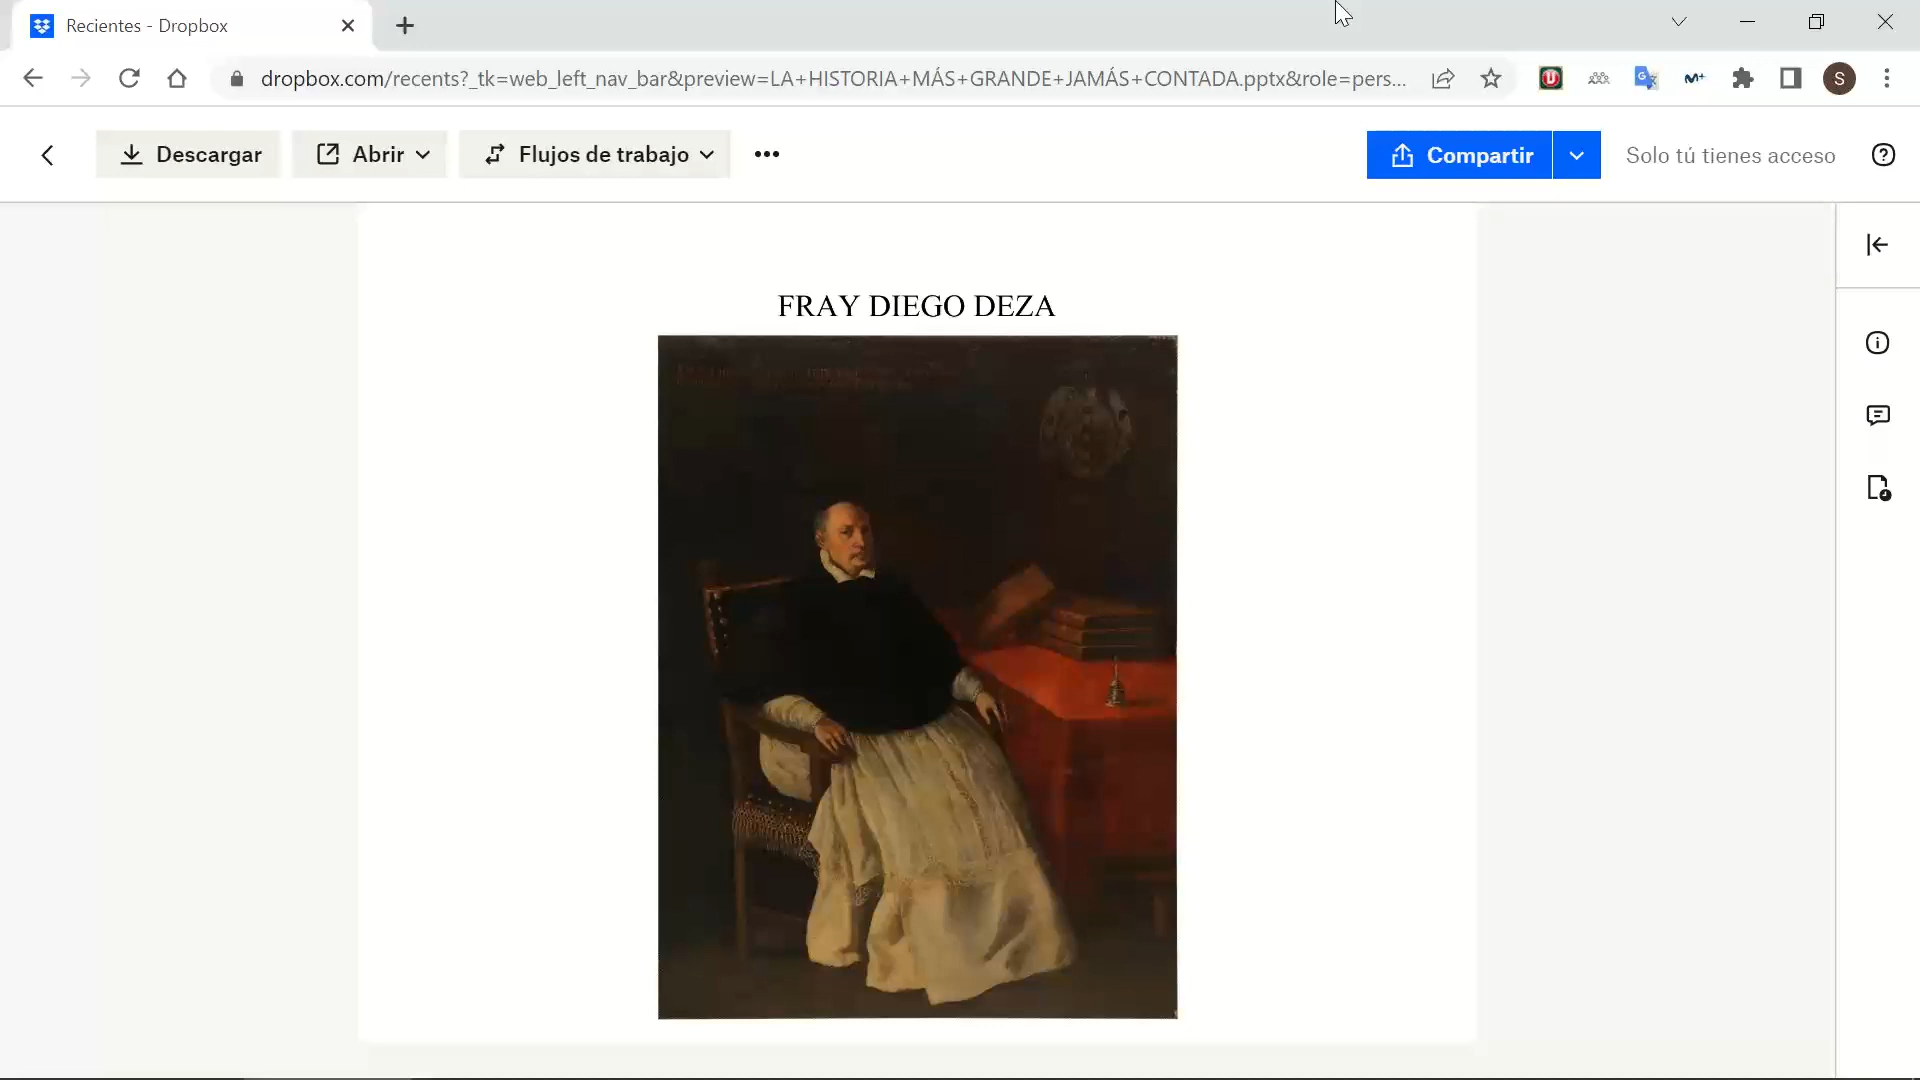 Recientes - Dropbox
dropbox.com/recents?_tk=web_left_nav_bar&preview=LA+HISTORIA+MÁS+GRANDE+JAMÁS+CONTADA.pptx&role=pers...
S
Descargar
Abrir
Flujos de trabajo
Compartir
Solo tú tienes acceso
FRAY DIEGO DEZA